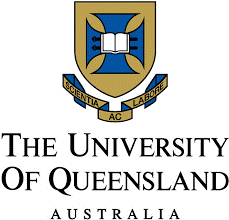 SCIENTIA AC LABORE
THE UNIVERSITY
OF QUEENSLAND
AUSTRALIA